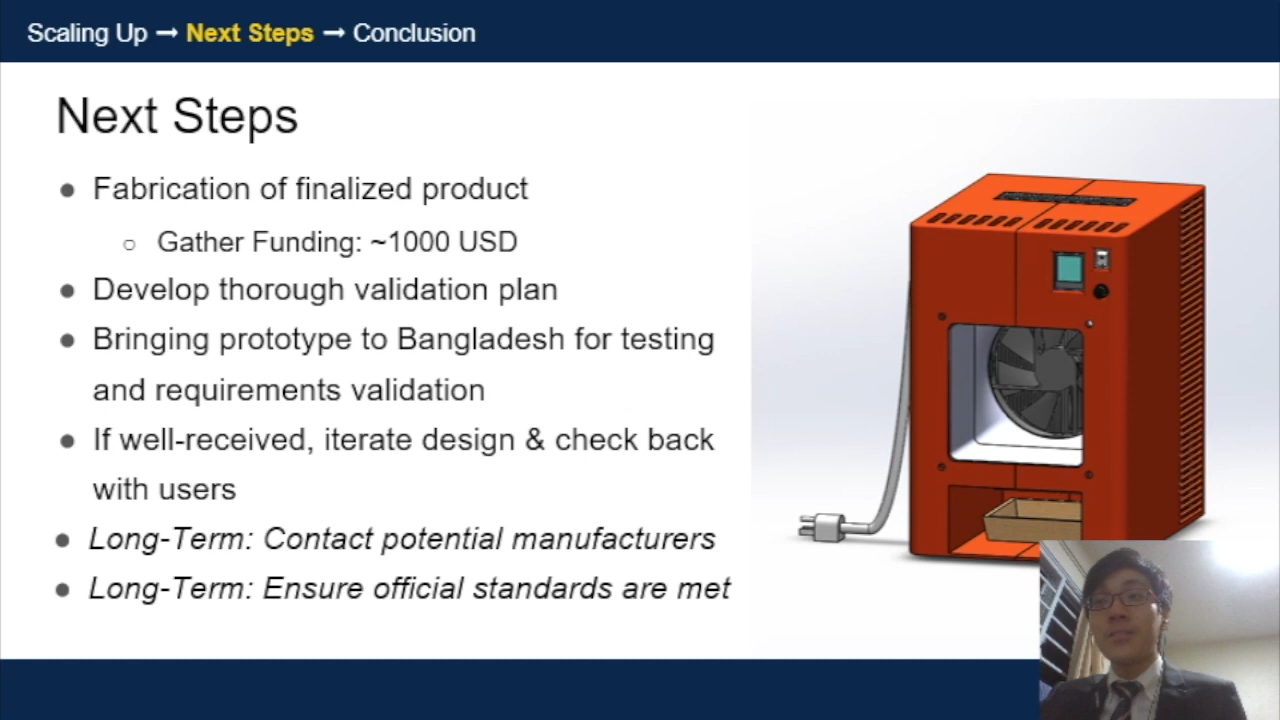 Scaling Up → Next Steps → Conclusion
Next Steps
● Fabrication of finalized product
○ Gather Funding: ~1000 USD
● Develop thorough validation plan
● Bringing prototype to Bangladesh for testing
and requirements validation
● If well-received, iterate design & check back
with users
● Long-Term: Contact potential manufacturers
● Long-Term: Ensure official standards are met